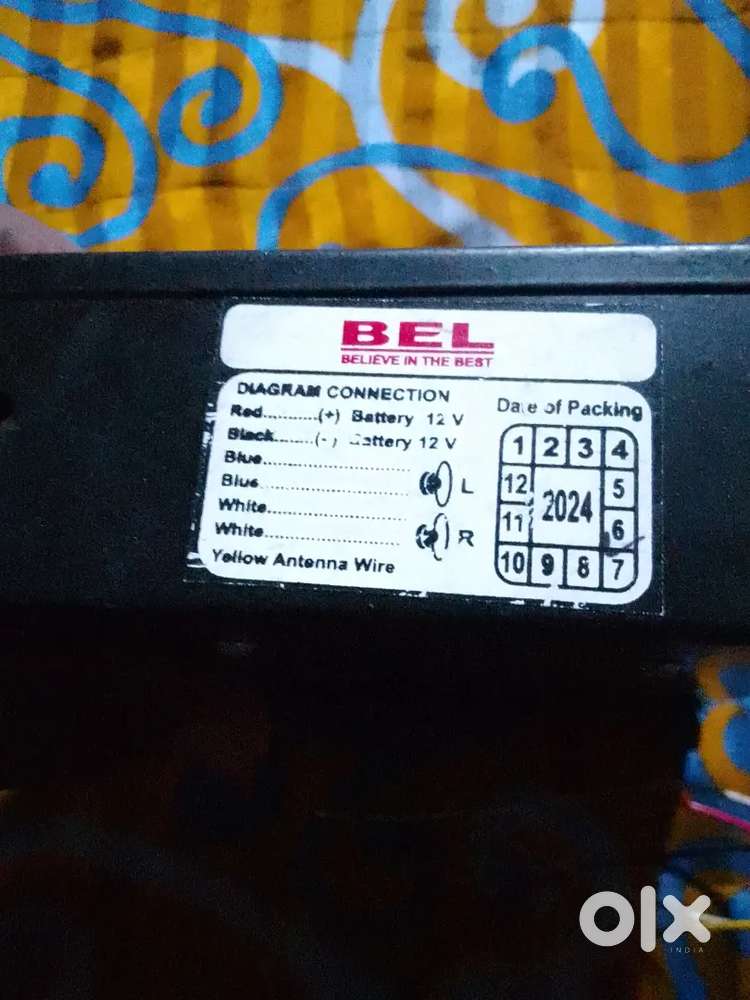 BEL
BELIEVE IN THE BEST
DIAGRAM CONNECTION
Red...........(+) Battery 12 V
Black........(-) Battery 12 V
Blue..............................
Blue.............................. L
White............................
White............................ R
Yellow Antenna Wire
Date of Packing
1 2 3 4
12 5
2024
11 6
10 9 8 7
olx
INDIA